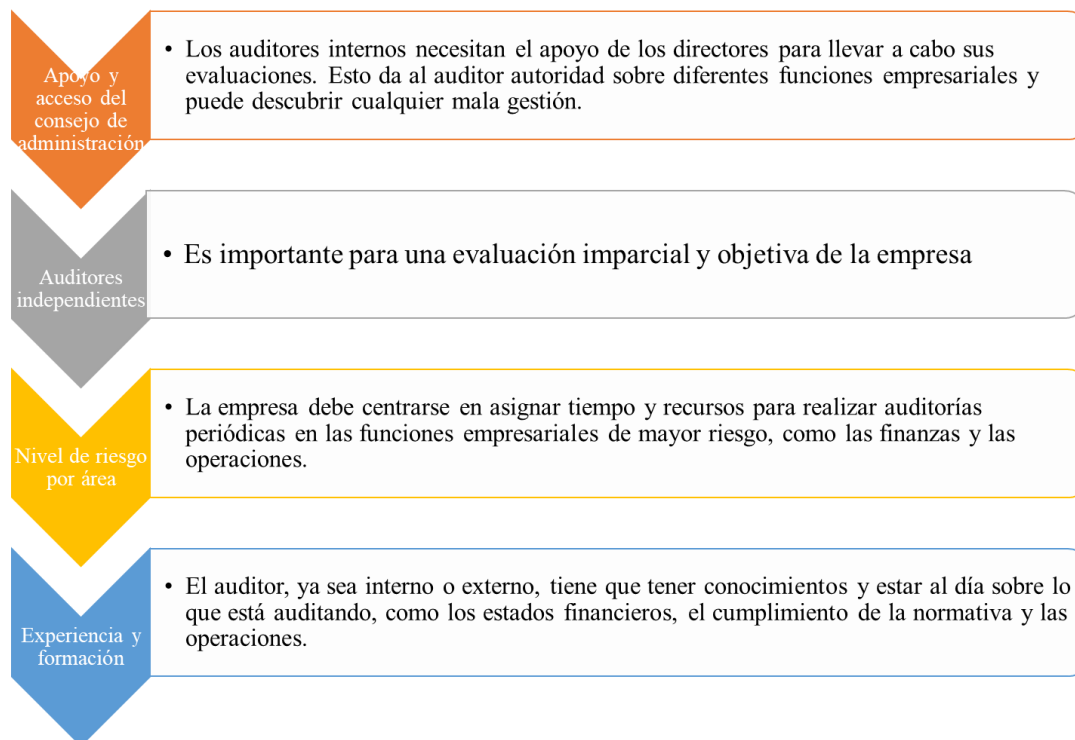 Apoyo y
acceso del
consejo de
administración
• Los auditores internos necesitan el apoyo de los directores para llevar a cabo sus
evaluaciones. Esto da al auditor autoridad sobre diferentes funciones empresariales y
puede descubrir cualquier mala gestión.
Auditores
independientes
• Es importante para una evaluación imparcial y objetiva de la empresa
Nivel de riesgo
por área
• La empresa debe centrarse en asignar tiempo y recursos para realizar auditorías
periódicas en las funciones empresariales de mayor riesgo, como las finanzas y las
operaciones.
Experiencia y
formación
• El auditor, ya sea interno o externo, tiene que tener conocimientos y estar al día sobre lo
que está auditando, como los estados financieros, el cumplimiento de la normativa y las
operaciones.